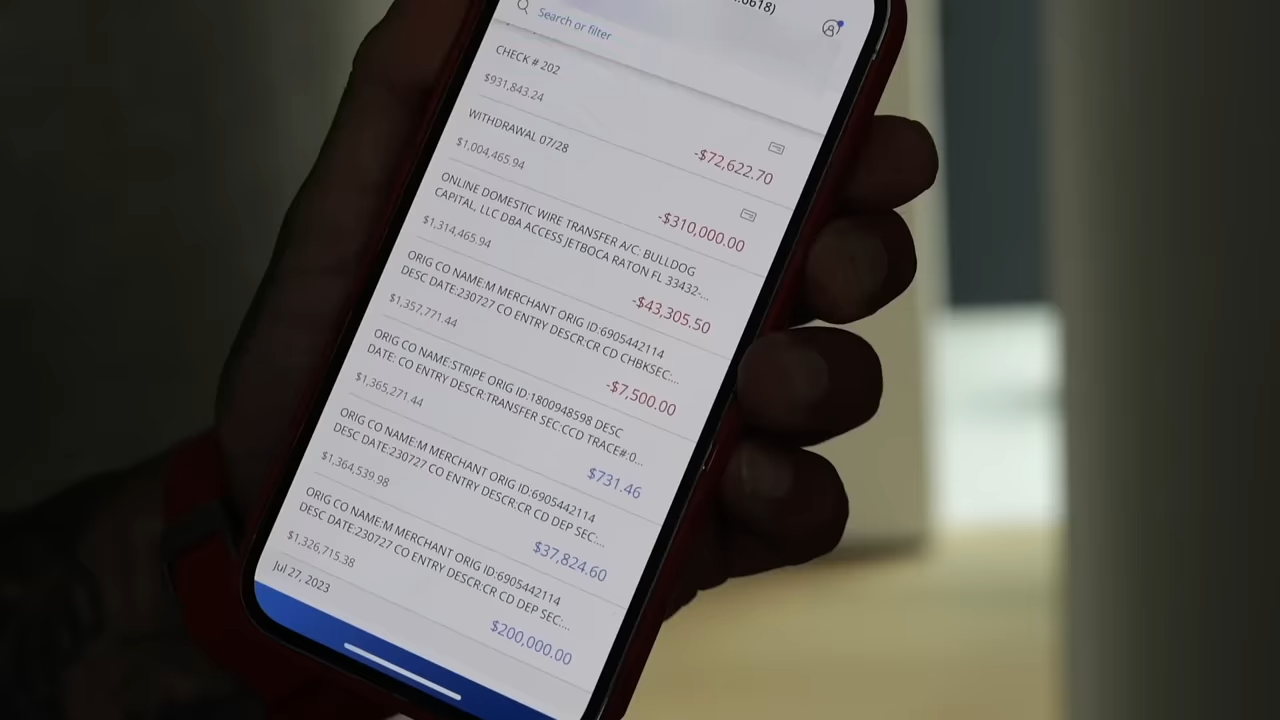 6618)
Search or filter
CHECK # 202
$931,843.24
-$72,622.70
WITHDRAWAL 07/28
$1,004,465.94
-$310,000.00
ONLINE DOMESTIC WIRE TRANSFER A/C: BULLDOG
CAPITAL, LLC DBA ACCESS JETBOCA RATON FL 33432-...
$1,314,465.94
-$43,305.50
ORIG CO NAME:M MERCHANT ORIG ID:6905442114
DESC DATE:230727 CO ENTRY DESCR:CR CD CHBKSEC:...
$1,357,771.44
-$7,500.00
ORIG CO NAME:STRIPE ORIG ID:1800948598 DESC
DATE: CO ENTRY DESCR:TRANSFER SEC:CCD TRACE#:0...
$1,365,271.44
$731.46
ORIG CO NAME:M MERCHANT ORIG ID:6905442114
DESC DATE:230727 CO ENTRY DESCR:CR CD DEP SEC:...
$1,364,539.98
$37,824.60
ORIG CO NAME:M MERCHANT ORIG ID:6905442114
DESC DATE:230727 CO ENTRY DESCR:CR CD DEP SEC:...
$1,326,715.38
$200,000.00
Jul 27, 2023